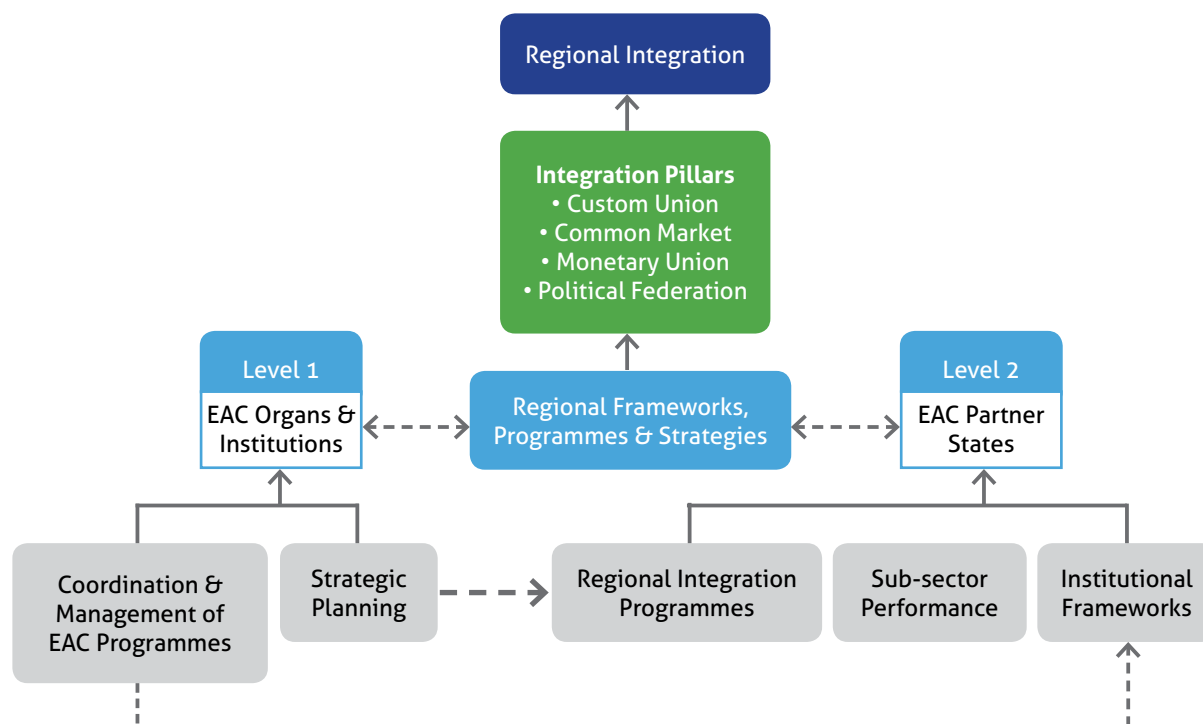 Regional Integration
Integration Pillars
• Custom Union
• Common Market
• Monetary Union
• Political Federation
Level 1
EAC Organs &
Institutions
Regional Frameworks,
Programmes & Strategies
Level 2
EAC Partner
States
Coordination &
Management of
EAC Programmes
Strategic
Planning
Regional Integration
Programmes
Sub-sector
Performance
Institutional
Frameworks